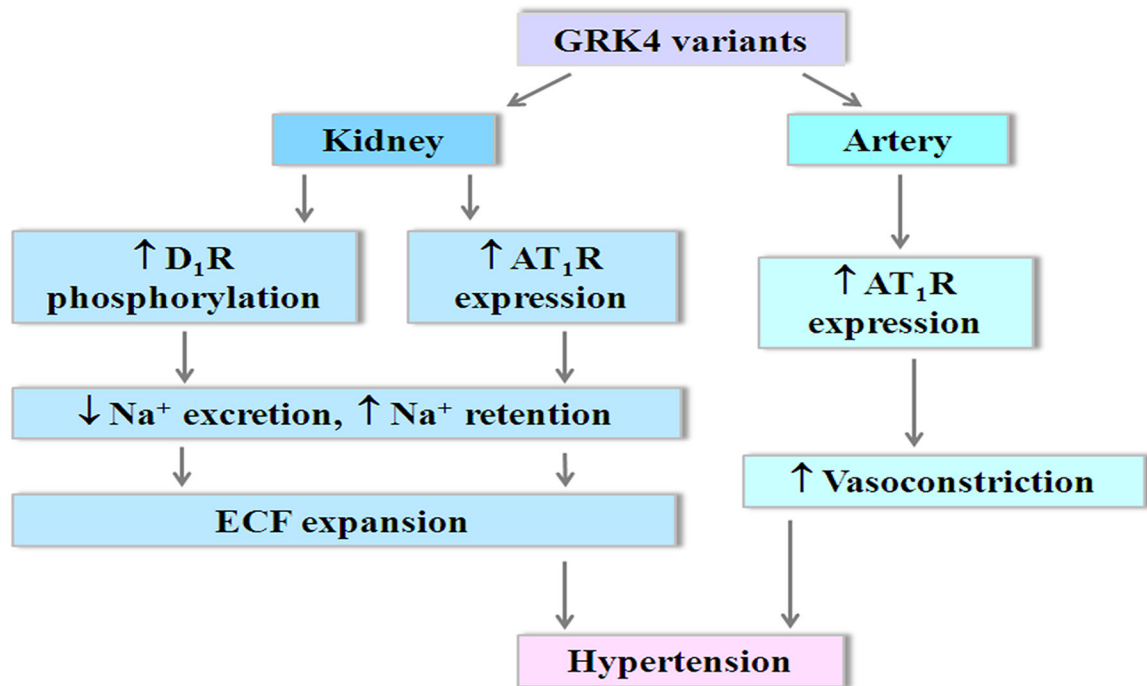 GRK4 variants
Kidney
Artery
↑ D₁R
phosphorylation
↑ AT₁R
expression
↑ AT₁R
expression
↓ Na⁺ excretion, ↑ Na⁺ retention
↑ Vasoconstriction
ECF expansion
Hypertension